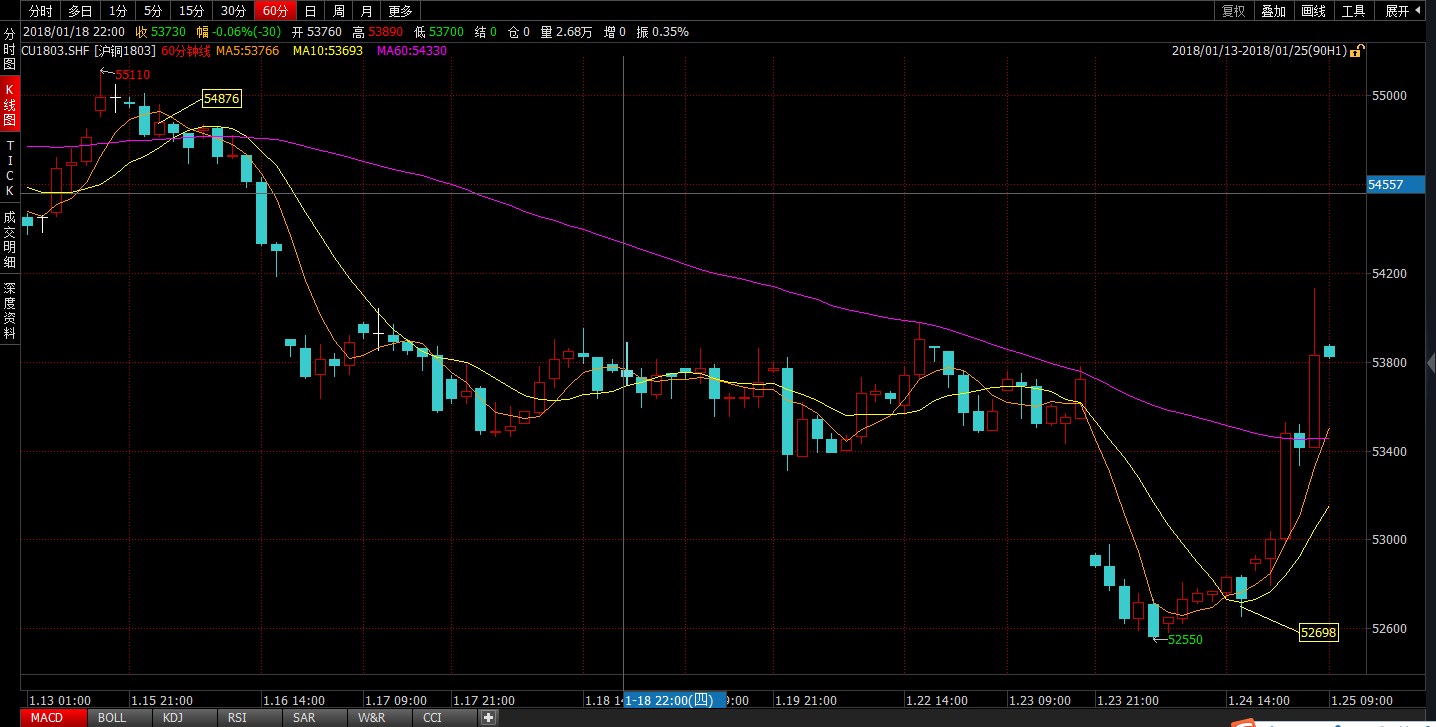 分时 多日 1分 5分 15分 30分 60分 日 周 月 更多 复权 叠加 画线 工具 展开
2018/01/18 22:00 收 53730 幅 -0.06%(-30) 开 53760 高 53890 低 53700 结 0 仓 0 量 2.68万 增 0 振 0.35%
CU1803.SHF [沪铜1803] 60分钟线 MA5:53766 MA10:53693 MA60:54330 2018/01/13-2018/01/25(90H1)
分时图
K线图
TICK
成交明细
深度资料
55110
54876
55000
54557
54200
53800
53400
53000
52600
52698
52550
1.13 01:00 1.15 21:00 1.16 14:00 1.17 09:00 1.17 21:00 1.18 1 1-18 22:00(四) :00 1.19 21:00 1.22 14:00 1.23 09:00 1.23 21:00 1.24 14:00 1.25 09:00
MACD BOLL KDJ RSI SAR W&R CCI